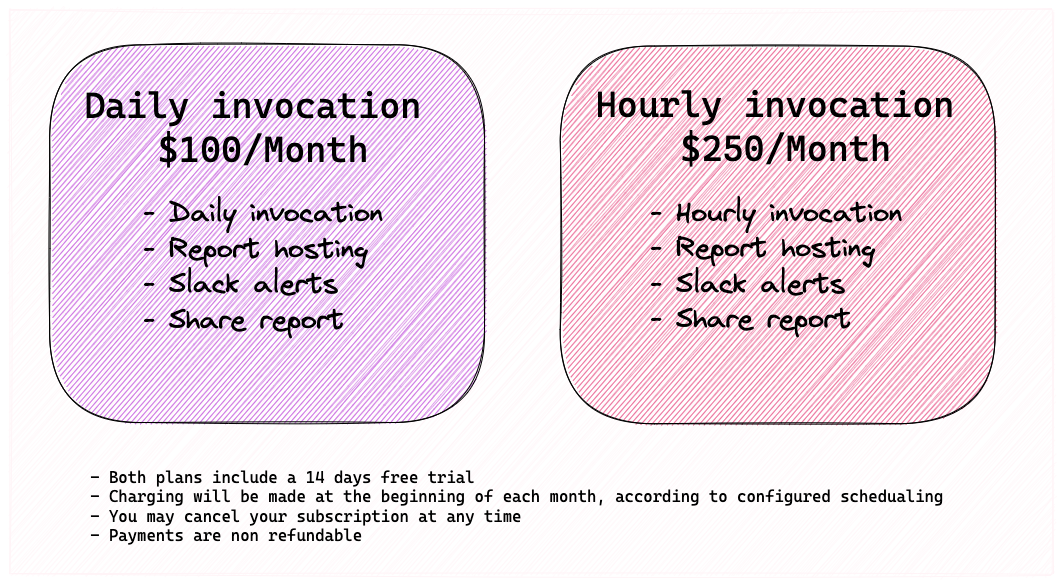 Daily invocation
$100/Month
- Daily invocation
- Report hosting
- Slack alerts
- Share report
Hourly invocation
$250/Month
- Hourly invocation
- Report hosting
- Slack alerts
- Share report
- Both plans include a 14 days free trial
- Charging will be made at the beginning of each month, according to configured schedualing
- You may cancel your subscription at any time
- Payments are non refundable